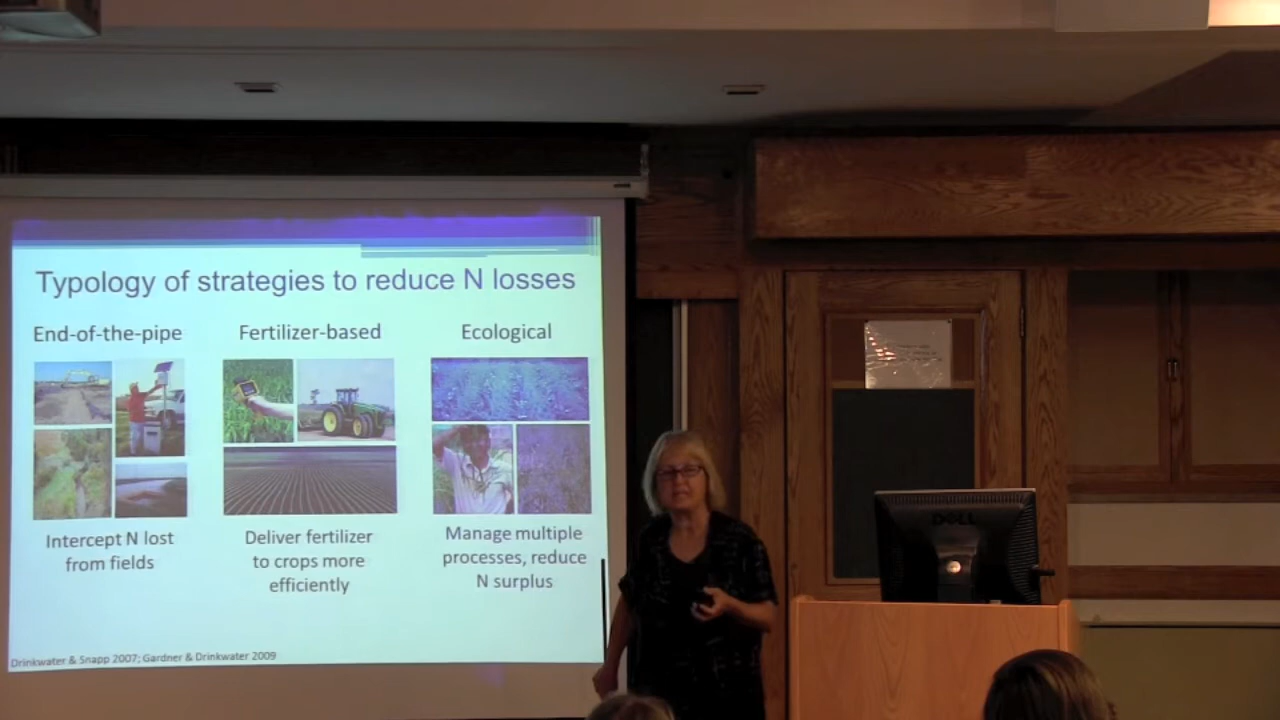 Typology of strategies to reduce N losses
End-of-the-pipe
Fertilizer-based
Ecological
Intercept N lost
from fields
Deliver fertilizer
to crops more
efficiently
Manage multiple
processes, reduce
N surplus
Drinkwater & Snapp 2007; Gardner & Drinkwater 2009
DELL